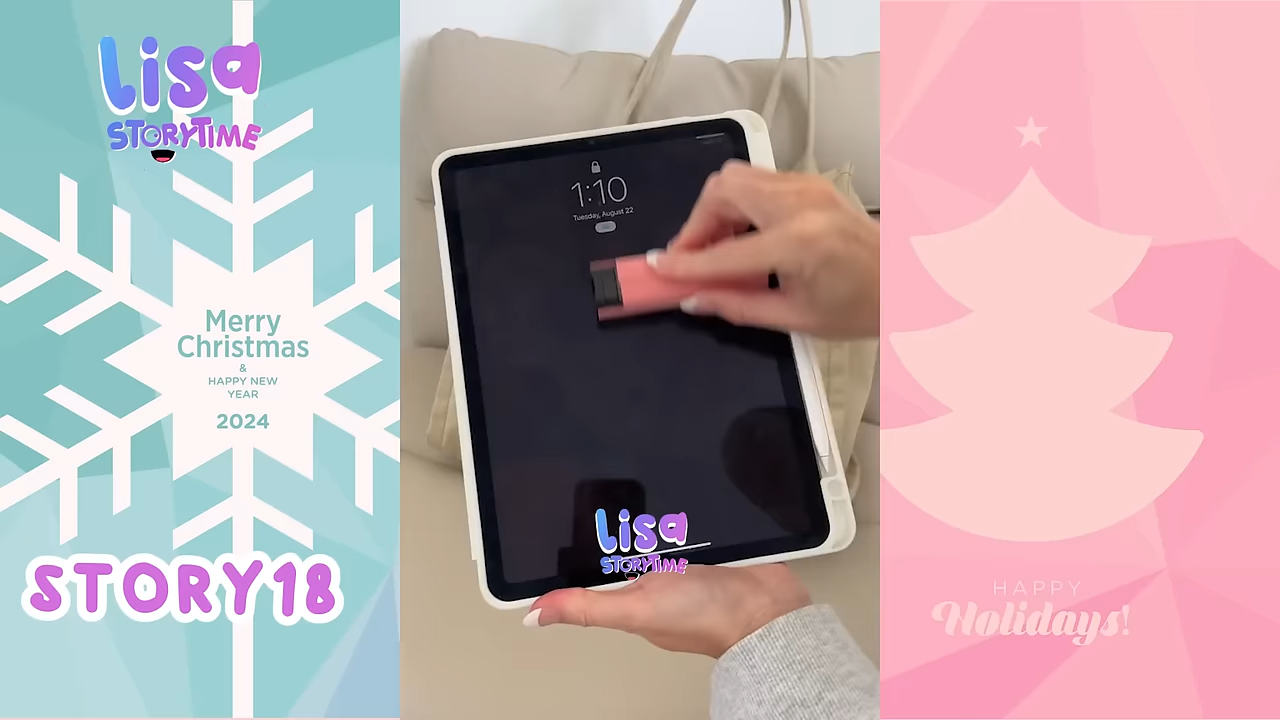 Lisa
STORYTIME
Merry
Christmas
&
HAPPY NEW
YEAR
2024
STORY18
1:10
Tuesday, August 22
Lisa
STORYTIME
HAPPY
Holidays!